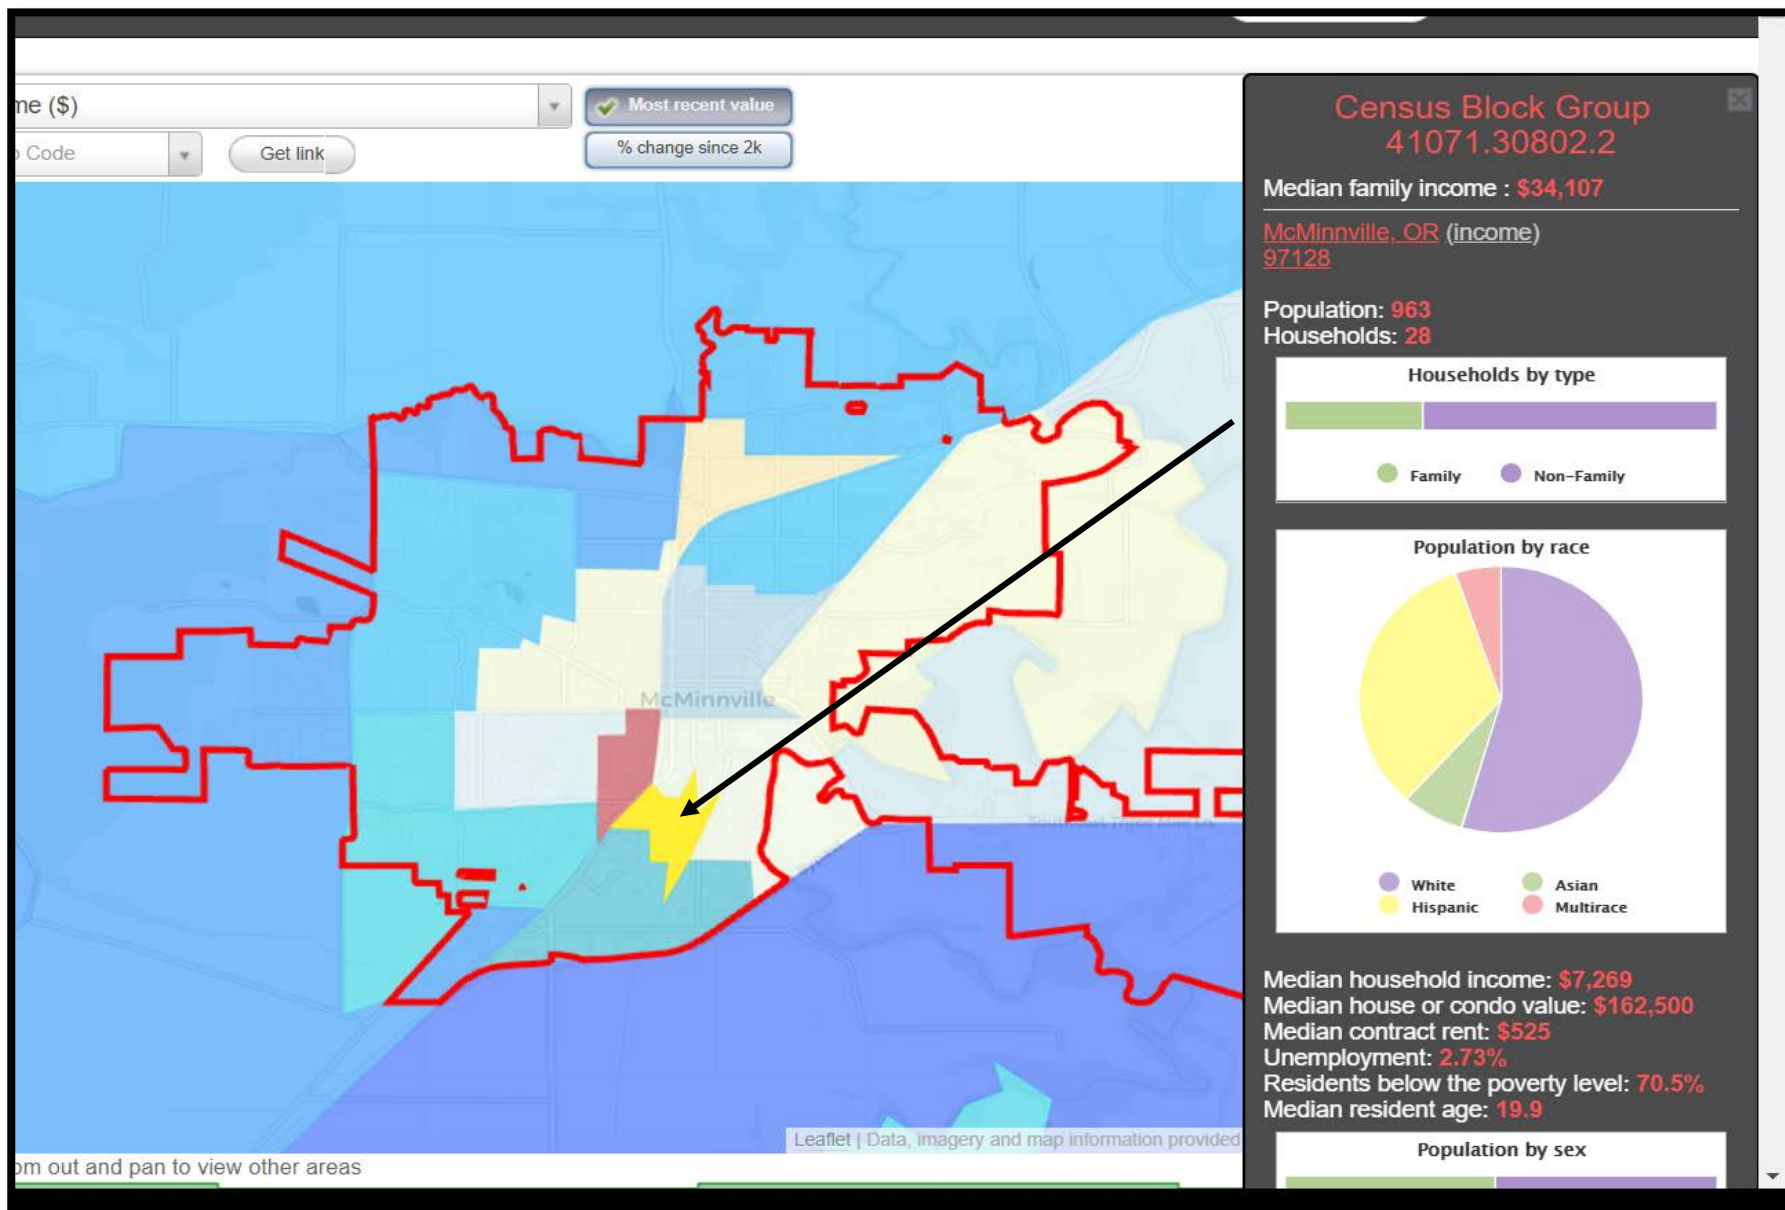 me ($)
Most recent value
Code
Get link
% change since 2k
Census Block Group
41071.30802.2
Median family income : $34,107
McMinnville, OR (income)
97128
Population: 963
Households: 28
Households by type
Family
Non-Family
Population by race
White
Asian
Hispanic
Multirace
McMinnville
Median household income: $7,269
Median house or condo value: $162,500
Median contract rent: $525
Unemployment: 2.73%
Residents below the poverty level: 70.5%
Median resident age: 19.9
Population by sex
Leaflet | Data, imagery and map information provided
om out and pan to view other areas